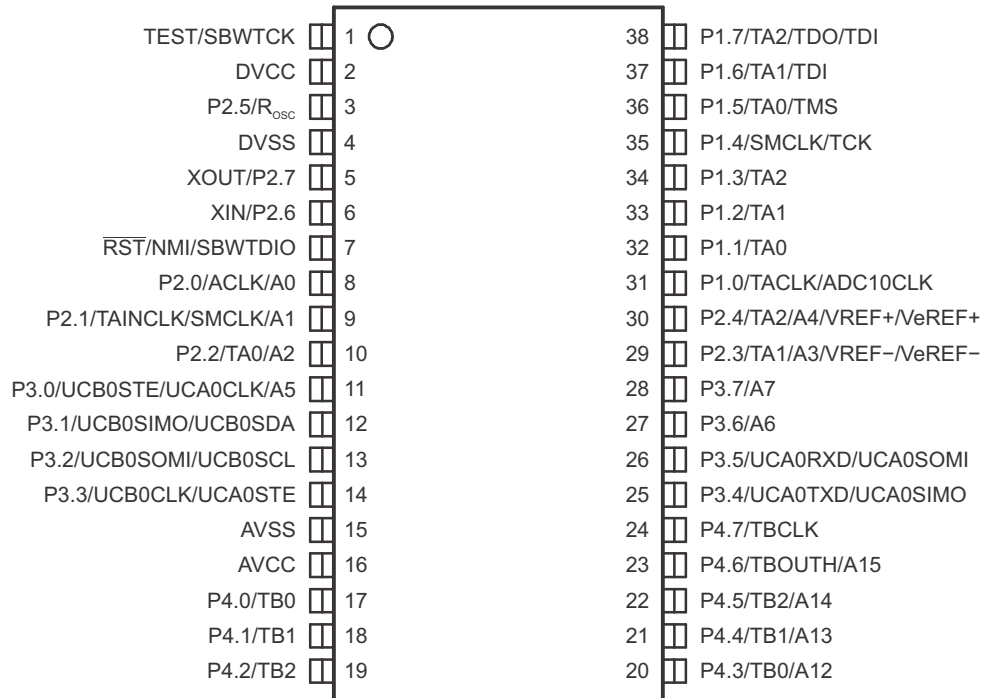 TEST/SBWTCK 1 38 P1.7/TA2/TDO/TDI
DVCC 2 37 P1.6/TA1/TDI
P2.5/Rosc 3 36 P1.5/TA0/TMS
DVSS 4 35 P1.4/SMCLK/TCK
XOUT/P2.7 5 34 P1.3/TA2
XIN/P2.6 6 33 P1.2/TA1
RST/NMI/SBWTDIO 7 32 P1.1/TA0
P2.0/ACLK/A0 8 31 P1.0/TACLK/ADC10CLK
P2.1/TAINCLK/SMCLK/A1 9 30 P2.4/TA2/A4/VREF+/VeREF+
P2.2/TA0/A2 10 29 P2.3/TA1/A3/VREF−/VeREF−
P3.0/UCB0STE/UCA0CLK/A5 11 28 P3.7/A7
P3.1/UCB0SIMO/UCB0SDA 12 27 P3.6/A6
P3.2/UCB0SOMI/UCB0SCL 13 26 P3.5/UCA0RXD/UCA0SOMI
P3.3/UCB0CLK/UCA0STE 14 25 P3.4/UCA0TXD/UCA0SIMO
AVSS 15 24 P4.7/TBCLK
AVCC 16 23 P4.6/TBOUTH/A15
P4.0/TB0 17 22 P4.5/TB2/A14
P4.1/TB1 18 21 P4.4/TB1/A13
P4.2/TB2 19 20 P4.3/TB0/A12